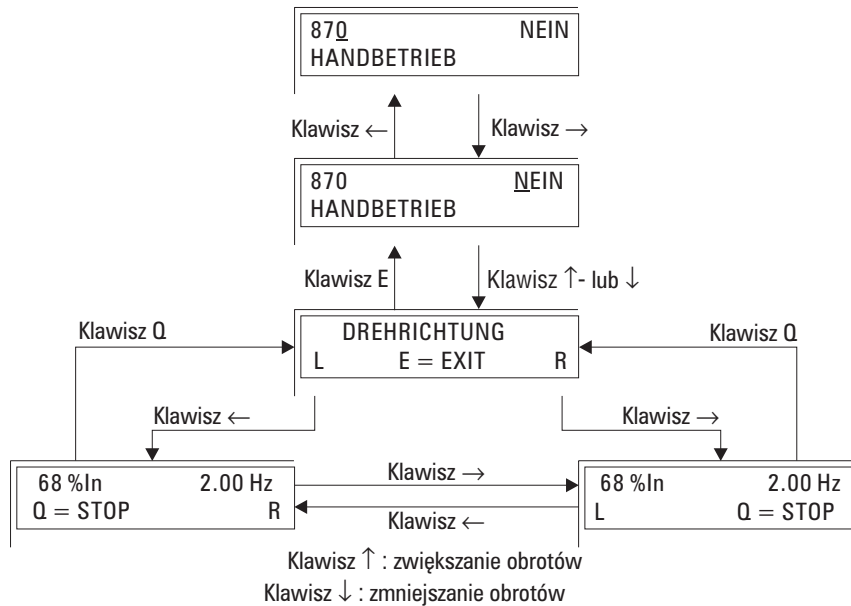 870 NEIN
HANDBETRIEB
Klawisz ← Klawisz →
870 NEIN
HANDBETRIEB
Klawisz E Klawisz ↑- lub ↓
Klawisz Q DREHRICHTUNG Klawisz Q
L E = EXIT R
Klawisz ← Klawisz →
68 %In 2.00 Hz Klawisz → 68 %In 2.00 Hz
Q = STOP R Klawisz ← L Q = STOP
Klawisz ↑ : zwiększanie obrotów
Klawisz ↓ : zmniejszanie obrotów